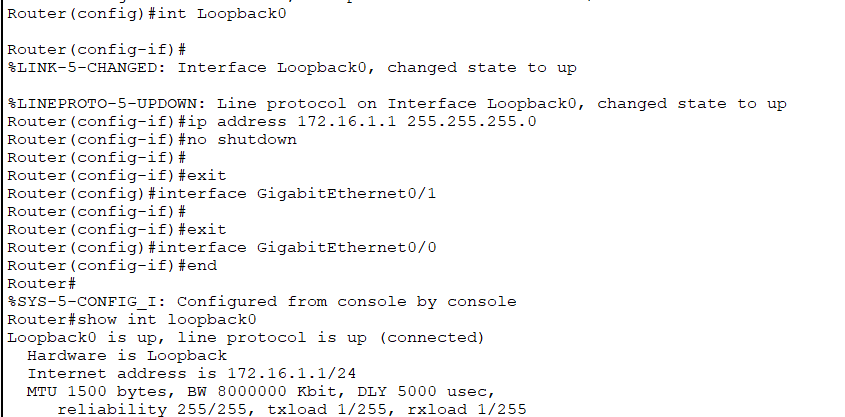 Router(config)#int Loopback0
Router(config-if)#
%LINK-5-CHANGED: Interface Loopback0, changed state to up
%LINEPROTO-5-UPDOWN: Line protocol on Interface Loopback0, changed state to up
Router(config-if)#ip address 172.16.1.1 255.255.255.0
Router(config-if)#no shutdown
Router(config-if)#
Router(config-if)#exit
Router(config)#interface GigabitEthernet0/1
Router(config-if)#
Router(config-if)#exit
Router(config)#interface GigabitEthernet0/0
Router(config-if)#end
Router#
%SYS-5-CONFIG_I: Configured from console by console
Router#show int loopback0
Loopback0 is up, line protocol is up (connected)
Hardware is Loopback
Internet address is 172.16.1.1/24
MTU 1500 bytes, BW 8000000 Kbit, DLY 5000 usec,
reliability 255/255, txload 1/255, rxload 1/255